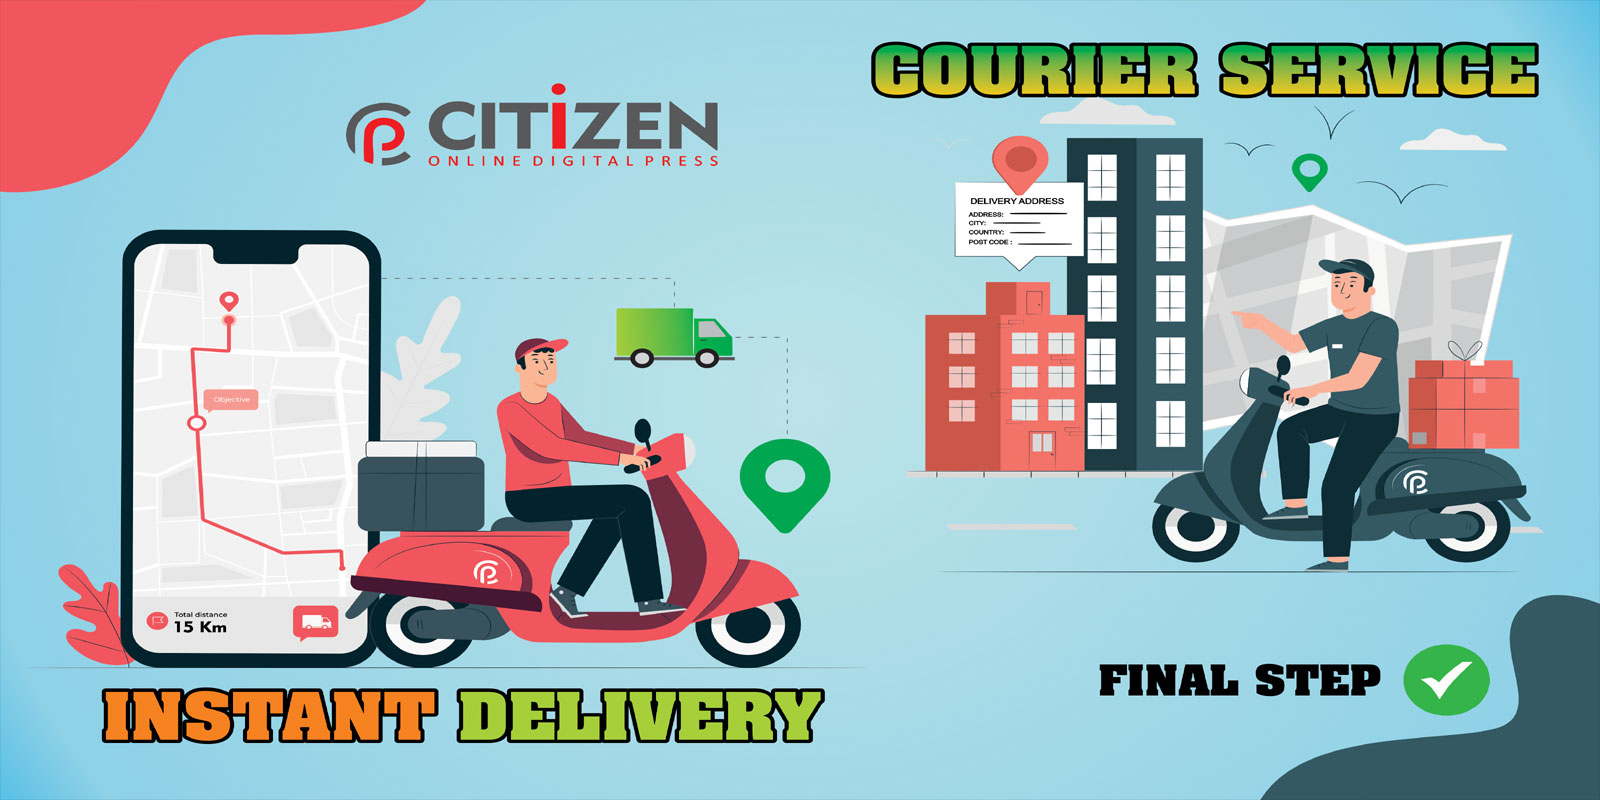 COURIER SERVICE
CITiZEN
ONLINE DIGITAL PRESS
DELIVERY ADDRESS
ADDRESS:
CITY:
COUNTRY:
POST CODE :
Objective
Total distance
15 Km
INSTANT DELIVERY
FINAL STEP